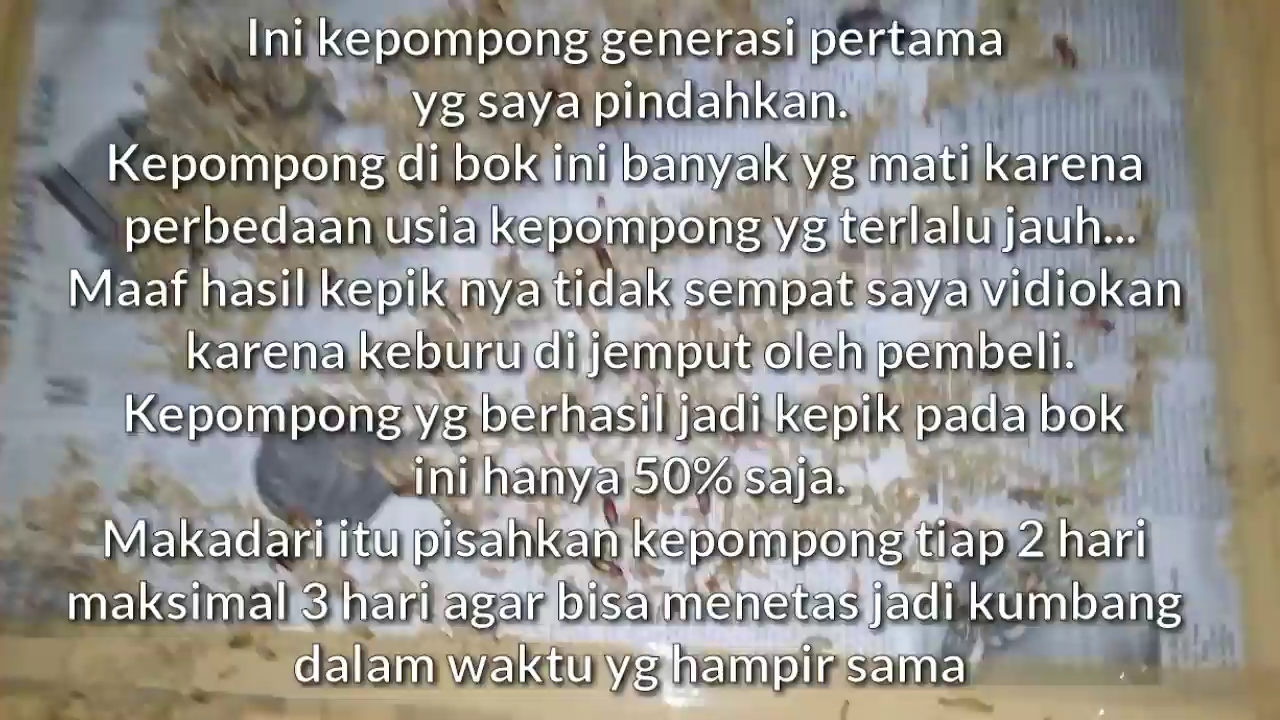 Ini kepompong generasi pertama
yg saya pindahkan.
Kepompong di bok ini banyak yg mati karena
perbedaan usia kepompong yg terlalu jauh...
Maaf hasil kepik nya tidak sempat saya vidiokan
karena keburu di jemput oleh pembeli.
Kepompong yg berhasil jadi kepik pada bok
ini hanya 50% saja.
Makadari itu pisahkan kepompong tiap 2 hari
maksimal 3 hari agar bisa menetas jadi kumbang
dalam waktu yg hampir sama